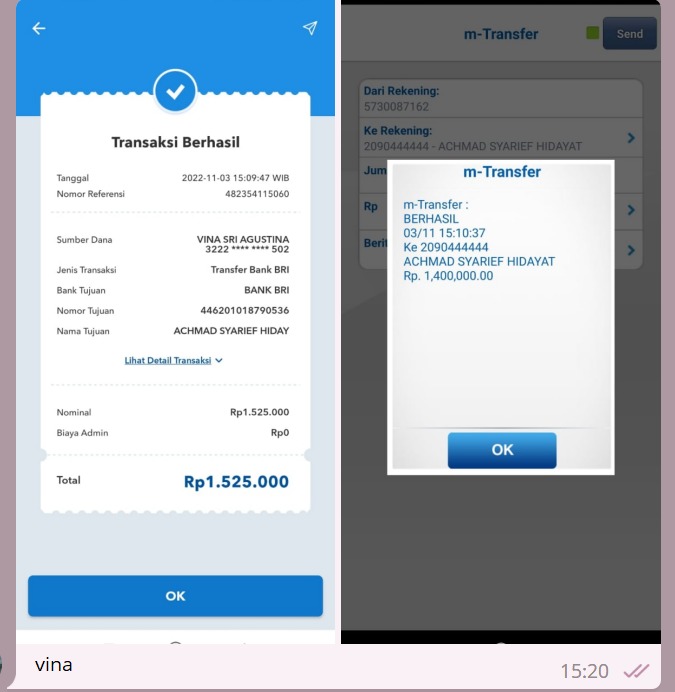 Transaksi Berhasil
Tanggal 2022-11-03 15:09:47 WIB
Nomor Referensi 482354115060
Sumber Dana VINA SRI AGUSTINA
3222 **** **** 502
Jenis Transaksi Transfer Bank BRI
Bank Tujuan BANK BRI
Nomor Tujuan 446201018790536
Nama Tujuan ACHMAD SYARIEF HIDAY
Lihat Detail Transaksi
Nominal Rp1.525.000
Biaya Admin Rp0
Total Rp1.525.000
OK
m-Transfer
Send
Dari Rekening:
5730087162
Ke Rekening:
2090444444 - ACHMAD SYARIEF HIDAYAT
Jum
Rp
Berit
m-Transfer
m-Transfer :
BERHASIL
03/11 15:10:37
Ke 2090444444
ACHMAD SYARIEF HIDAYAT
Rp. 1,400,000.00
OK
vina
15:20